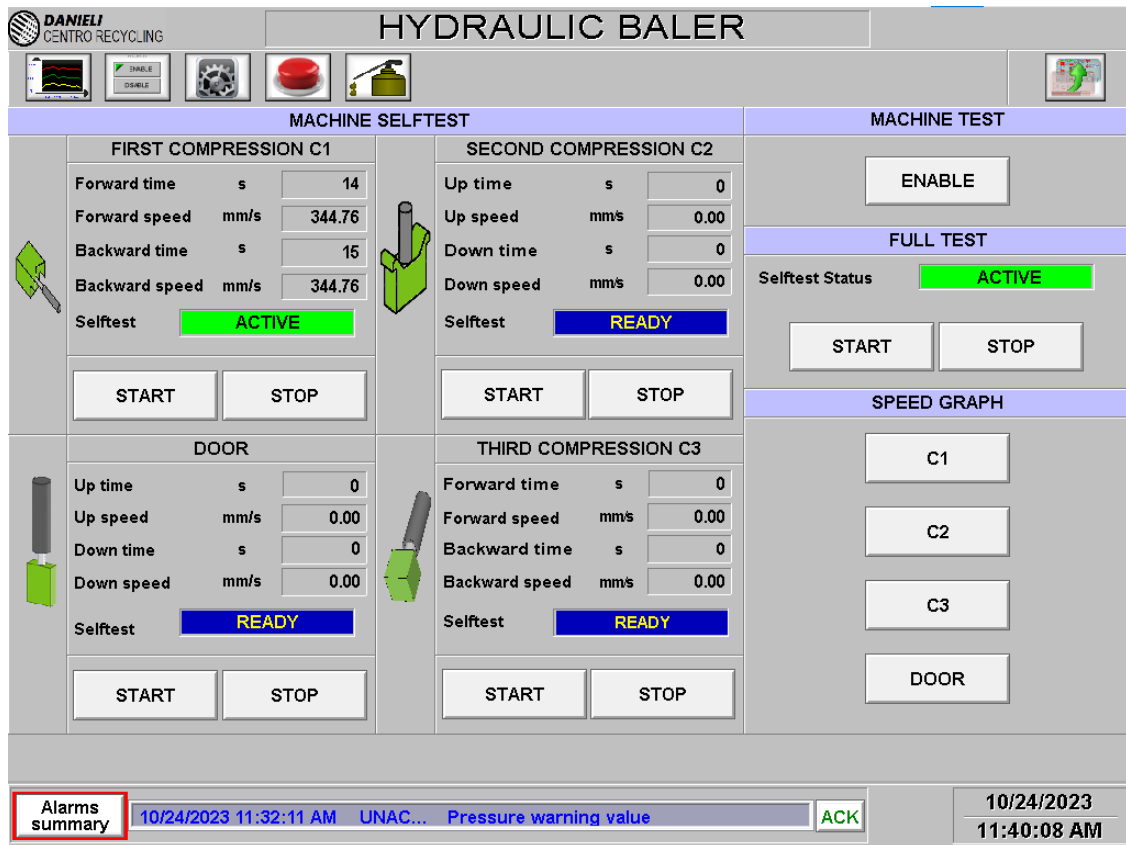 DANIELI
CENTRO RECYCLING
HYDRAULIC BALER
ENABLE
DISABLE
MACHINE SELFTEST
FIRST COMPRESSION C1
Forward time s 14
Forward speed mm/s 344.76
Backward time s 15
Backward speed mm/s 344.76
Selftest ACTIVE
START STOP
SECOND COMPRESSION C2
Up time s 0
Up speed mm/s 0.00
Down time s 0
Down speed mm/s 0.00
Selftest READY
START STOP
DOOR
Up time s 0
Up speed mm/s 0.00
Down time s 0
Down speed mm/s 0.00
Selftest READY
START STOP
THIRD COMPRESSION C3
Forward time s 0
Forward speed mm/s 0.00
Backward time s 0
Backward speed mm/s 0.00
Selftest READY
START STOP
MACHINE TEST
ENABLE
FULL TEST
Selftest Status ACTIVE
START STOP
SPEED GRAPH
C1
C2
C3
DOOR
Alarms
summary
10/24/2023 11:32:11 AM UNAC... Pressure warning value
ACK
10/24/2023
11:40:08 AM